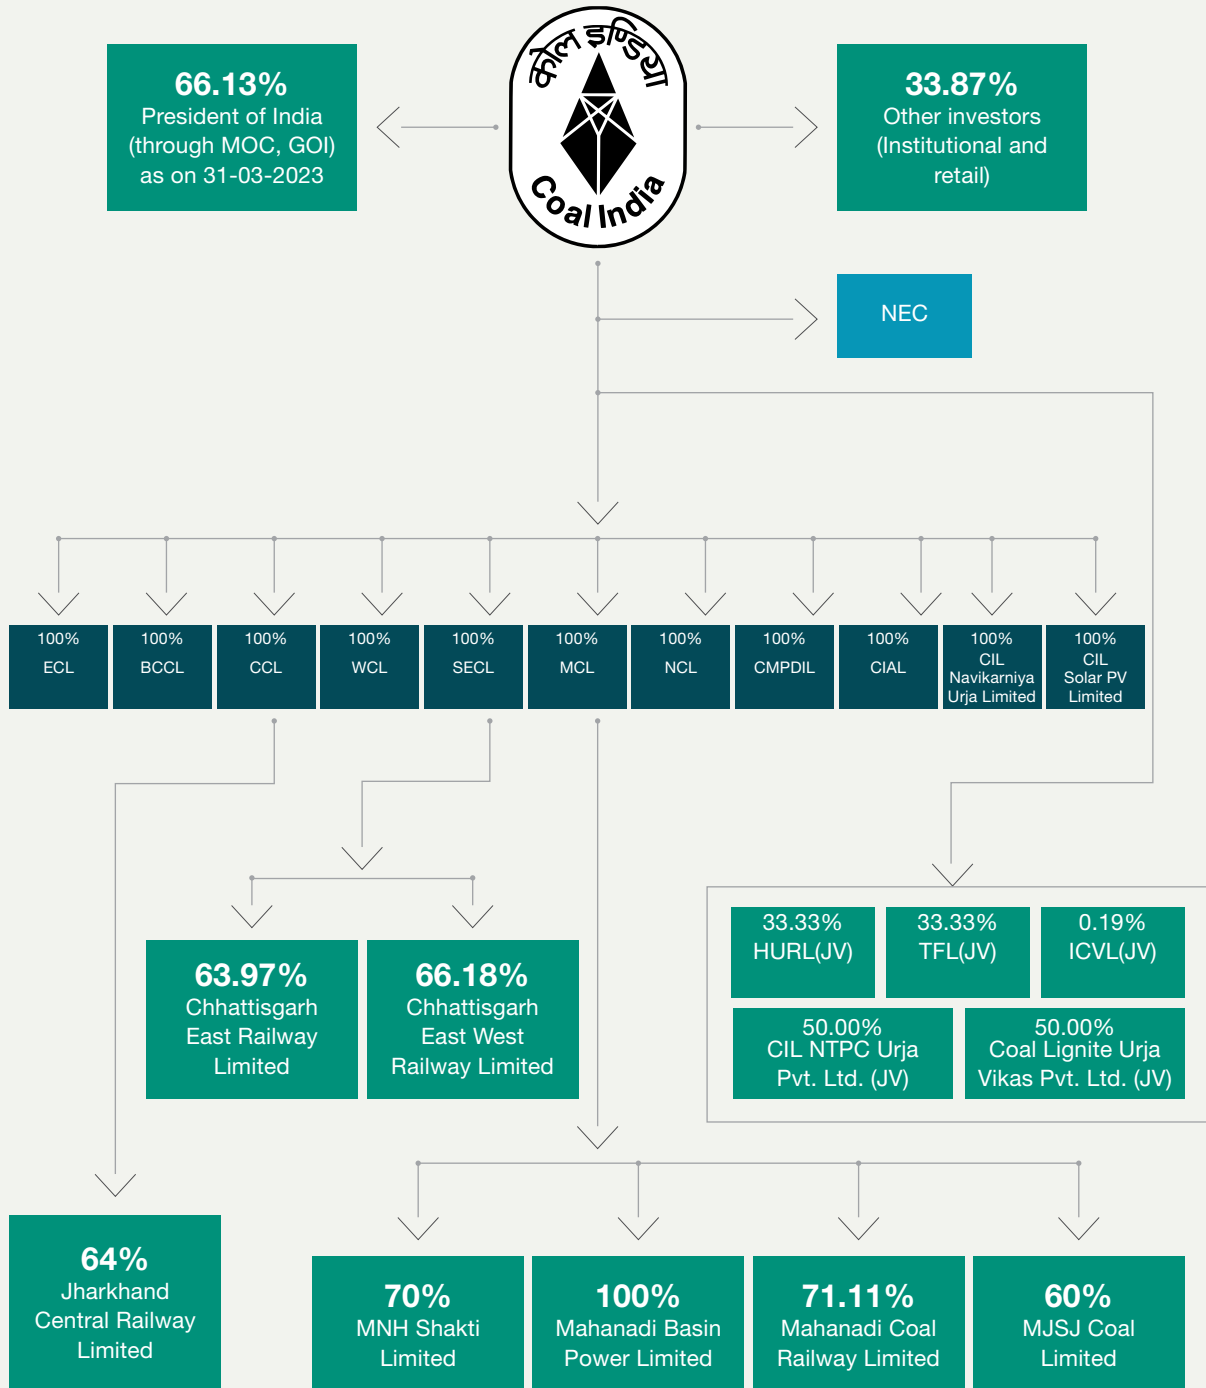 कोल इण्डिया
Coal India
66.13%
President of India
(through MOC, GOI)
as on 31-03-2023
33.87%
Other investors
(Institutional and
retail)
NEC
100%
ECL
100%
BCCL
100%
CCL
100%
WCL
100%
SECL
100%
MCL
100%
NCL
100%
CMPDIL
100%
CIAL
100%
CIL
Navikarniya
Urja Limited
100%
CIL
Solar PV
Limited
33.33%
HURL(JV)
33.33%
TFL(JV)
0.19%
ICVL(JV)
50.00%
CIL NTPC Urja
Pvt. Ltd. (JV)
50.00%
Coal Lignite Urja
Vikas Pvt. Ltd. (JV)
63.97%
Chhattisgarh
East Railway
Limited
66.18%
Chhattisgarh
East West
Railway Limited
64%
Jharkhand
Central Railway
Limited
70%
MNH Shakti
Limited
100%
Mahanadi Basin
Power Limited
71.11%
Mahanadi Coal
Railway Limited
60%
MJSJ Coal
Limited